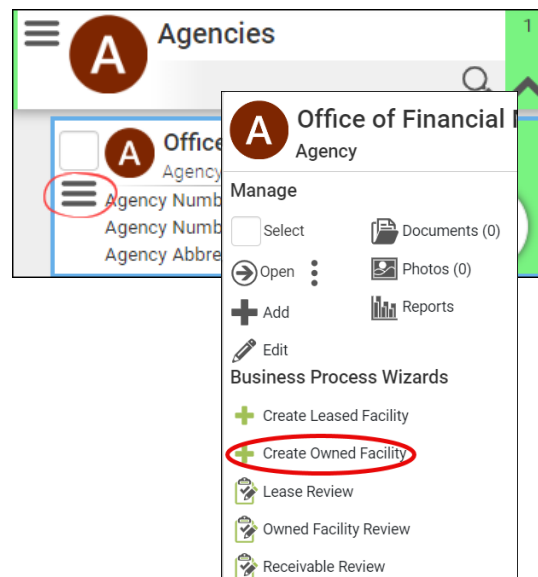 A Agencies
1
A Office
Agency
Agency Numb
Agency Numb
Agency Abbre
A Office of Financial
Agency
Manage
Select
Documents (0)
Open
Photos (0)
Add
Reports
Edit
Business Process Wizards
Create Leased Facility
Create Owned Facility
Lease Review
Owned Facility Review
Receivable Review